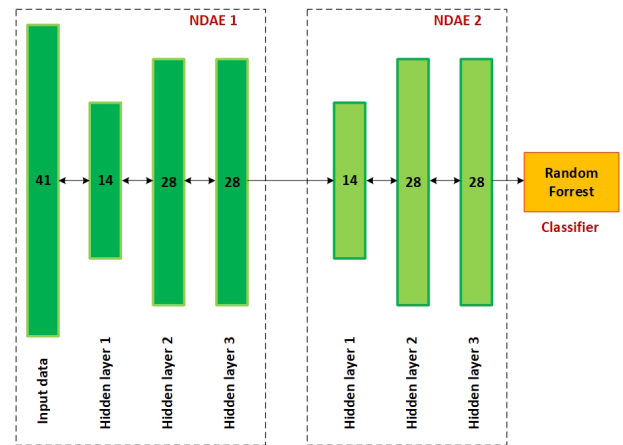 NDAE 1
NDAE 2
41
14
28
28
14
28
28
Random
Forrest
Classifier
Input data
Hidden layer 1
Hidden layer 2
Hidden layer 3
Hidden layer 1
Hidden layer 2
Hidden layer 3